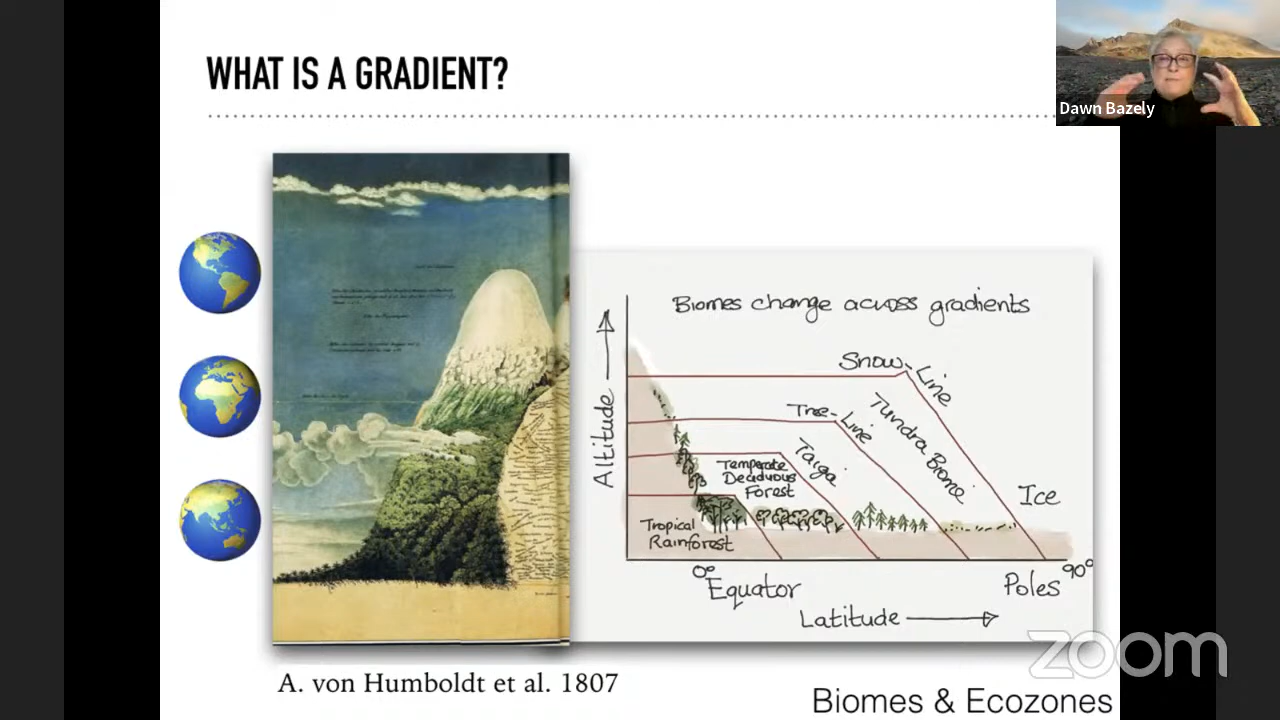 WHAT IS A GRADIENT?
Dawn Bazely
Biomes change across gradients
Snow-Line
Tree-Line
Tundra Biome
Taiga
Temperate
Deciduous
Forest
Ice
Tropical
Rainforest
Altitude
0°
90°
Equator
Poles
Latitude
zoom
A. von Humboldt et al. 1807
Biomes & Ecozones